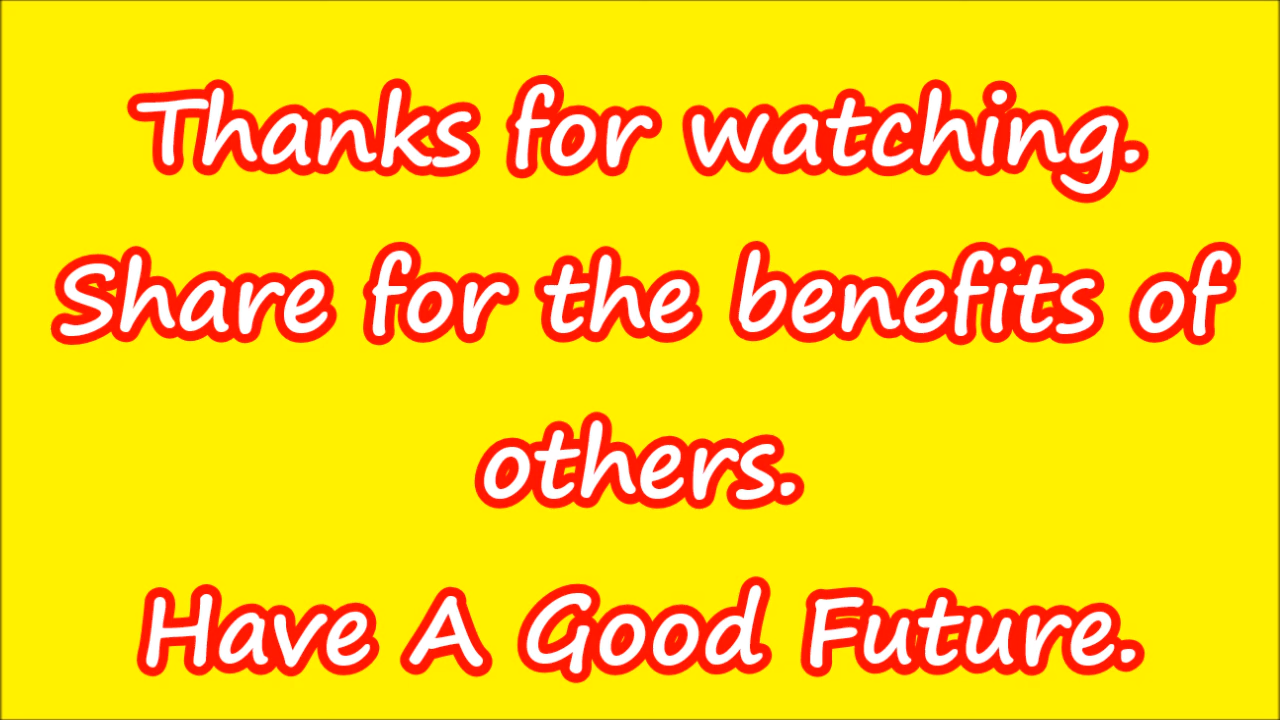 Thanks for watching.
Share for the benefits of
others.
Have A Good Future.